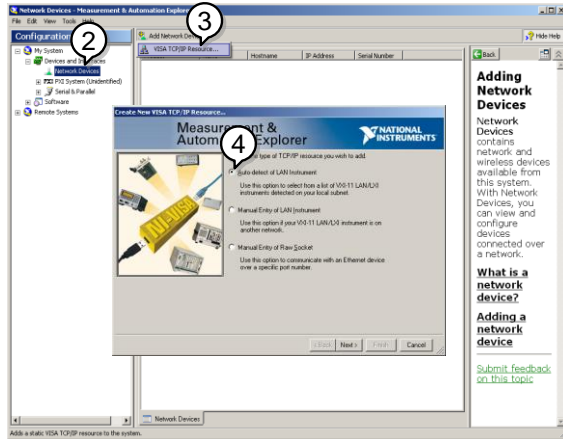 Network Devices - Measurement & Automation Explorer
File Edit View Tools Help
Configuration
My System
Devices and Interfaces
Network Devices
PXI PXI System (Unidentified)
Serial & Parallel
Software
Remote Systems
2
3
Add Network Dev
Hide Help
VISA TCP/IP Resource...
Hostname IP Address Serial Number
Create New VISA TCP/IP Resource...
Measurement &
Automation Explorer
NATIONAL
INSTRUMENTS
4
type of TCP/IP resource you wish to add.
Auto-detect of LAN Instrument
Use this option to select from a list of VXI-11 LAN/LXI
instruments detected on your local subnet.
Manual Entry of LAN Instrument
Use this option if your VXI-11 LAN/LXI instrument is on
another network.
Manual Entry of Raw Socket
Use this option to communicate with an Ethernet device
over a specific port number.
NI-VISA
< Back Next > Finish Cancel
Back
Adding
Network
Devices
Network
Devices
contains
network and
wireless devices
available from
this system.
With Network
Devices, you
can view and
configure
devices
connected over
a network.
What is a
network
device?
Adding a
network
device
Submit feedback
on this topic
Network Devices
Adds a static VISA TCP/IP resource to the system.